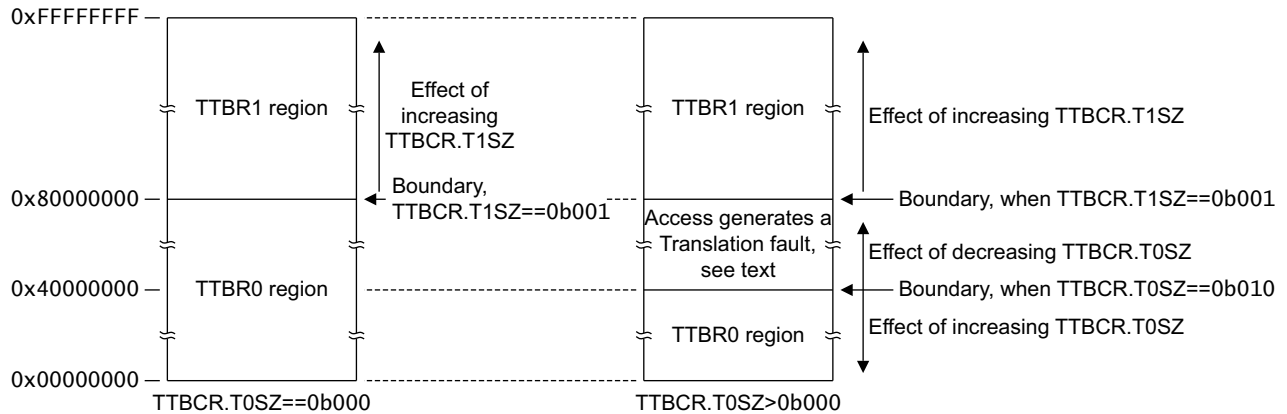 0xFFFFFFFF
TTBR1 region
Effect of
increasing
TTBCR.T1SZ
TTBR1 region
Effect of increasing TTBCR.T1SZ
0x80000000
Boundary,
TTBCR.T1SZ==0b001
Boundary, when TTBCR.T1SZ==0b001
Access generates a
Translation fault,
see text
Effect of decreasing TTBCR.T0SZ
0x40000000
TTBR0 region
Boundary, when TTBCR.T0SZ==0b010
TTBR0 region
Effect of increasing TTBCR.T0SZ
0x00000000
TTBCR.T0SZ==0b000
TTBCR.T0SZ>0b000